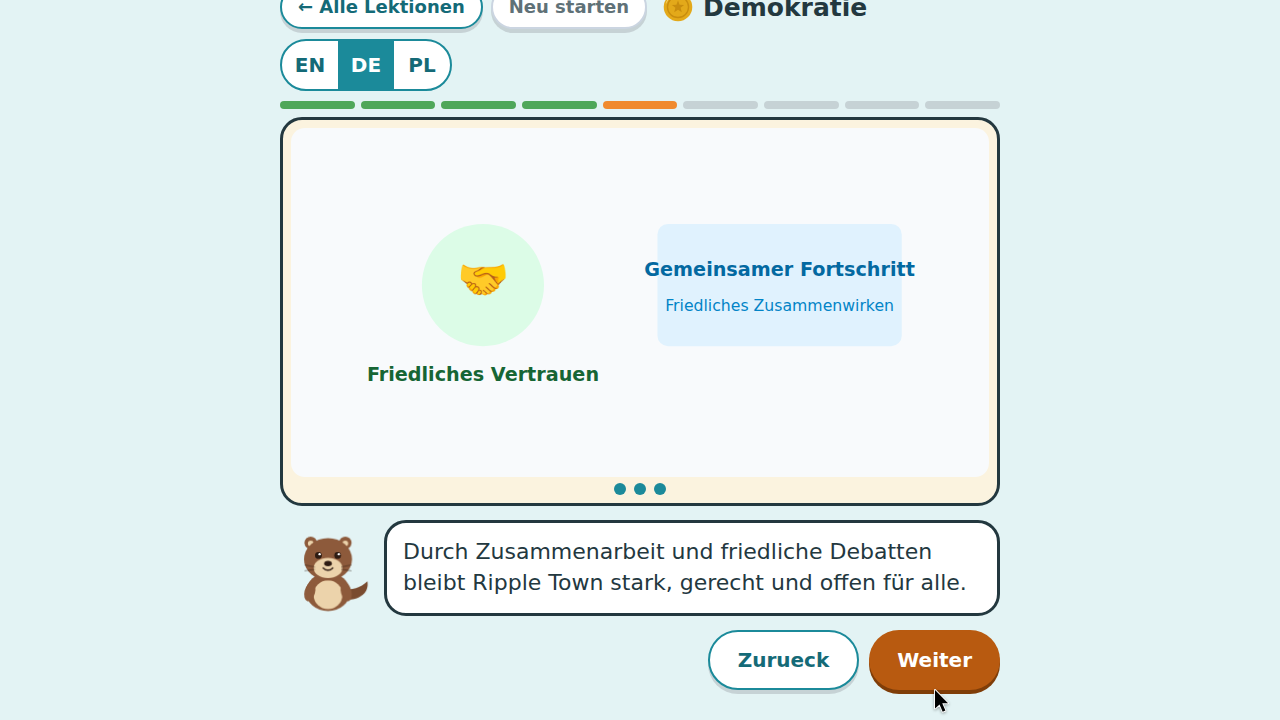 ← Alle Lektionen
Neu starten
Demokratie
EN DE PL
Friedliches Vertrauen
Gemeinsamer Fortschritt
Friedliches Zusammenwirken
Durch Zusammenarbeit und friedliche Debatten
bleibt Ripple Town stark, gerecht und offen für alle.
Zurueck
Weiter